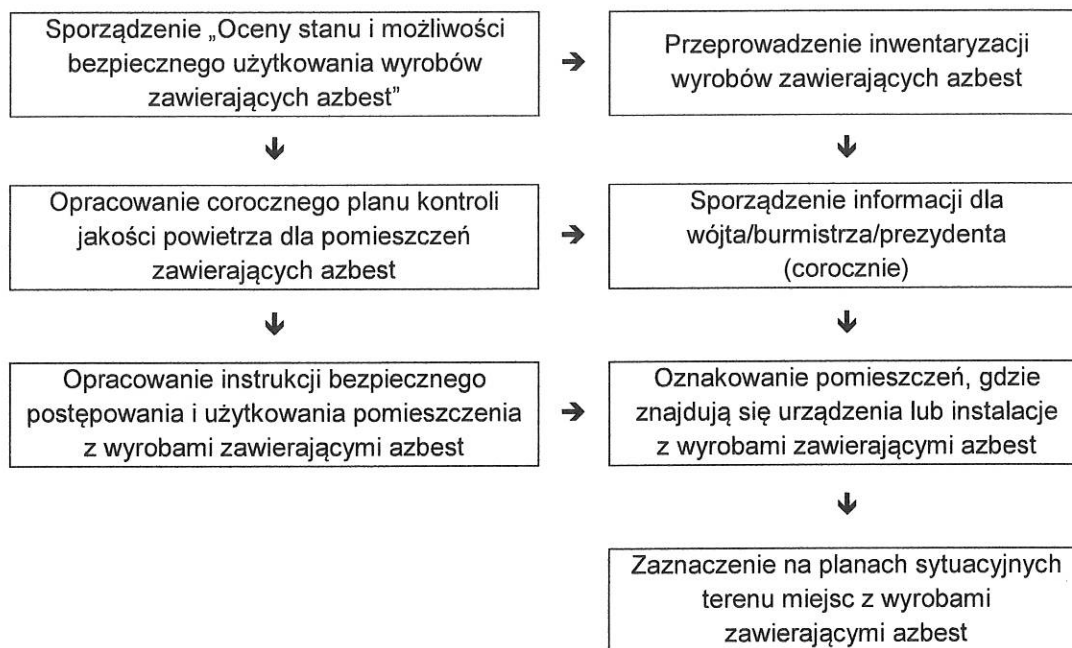 Sporządzenie „Oceny stanu i możliwości
bezpiecznego użytkowania wyrobów
zawierających azbest”
Przeprowadzenie inwentaryzacji
wyrobów zawierających azbest
Opracowanie corocznego planu kontroli
jakości powietrza dla pomieszczeń
zawierających azbest
Sporządzenie informacji dla
wójta/burmistrza/prezydenta
(corocznie)
Opracowanie instrukcji bezpiecznego
postępowania i użytkowania pomieszczenia
z wyrobami zawierającymi azbest
Oznakowanie pomieszczeń, gdzie
znajdują się urządzenia lub instalacje
z wyrobami zawierającymi azbest
Zaznaczenie na planach sytuacyjnych
terenu miejsc z wyrobami
zawierającymi azbest